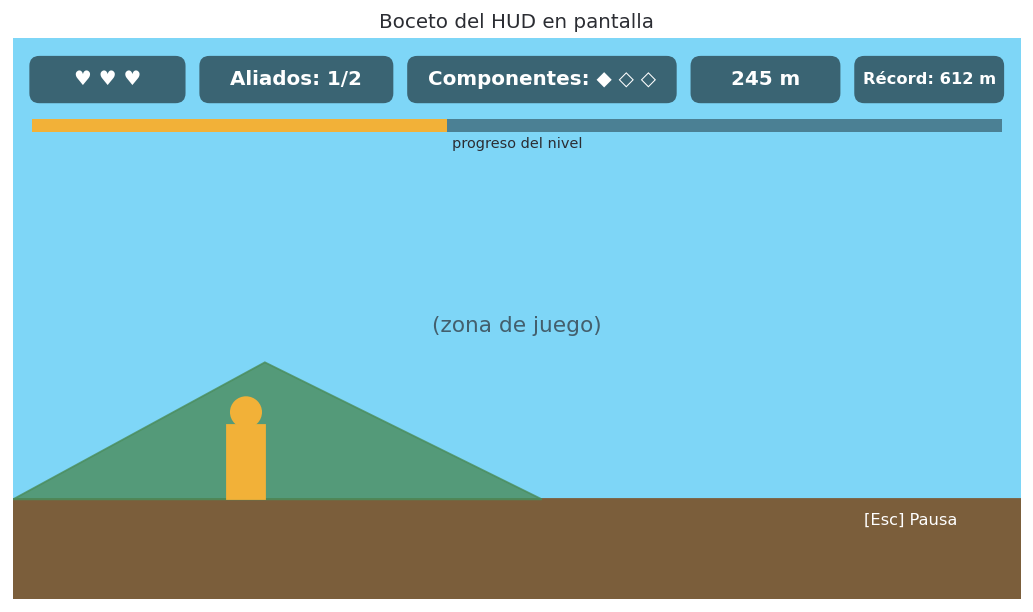 Boceto del HUD en pantalla
♥ ♥ ♥
Aliados: 1/2
Componentes: ◆ ◇ ◇
245 m
Récord: 612 m
progreso del nivel
(zona de juego)
[Esc] Pausa